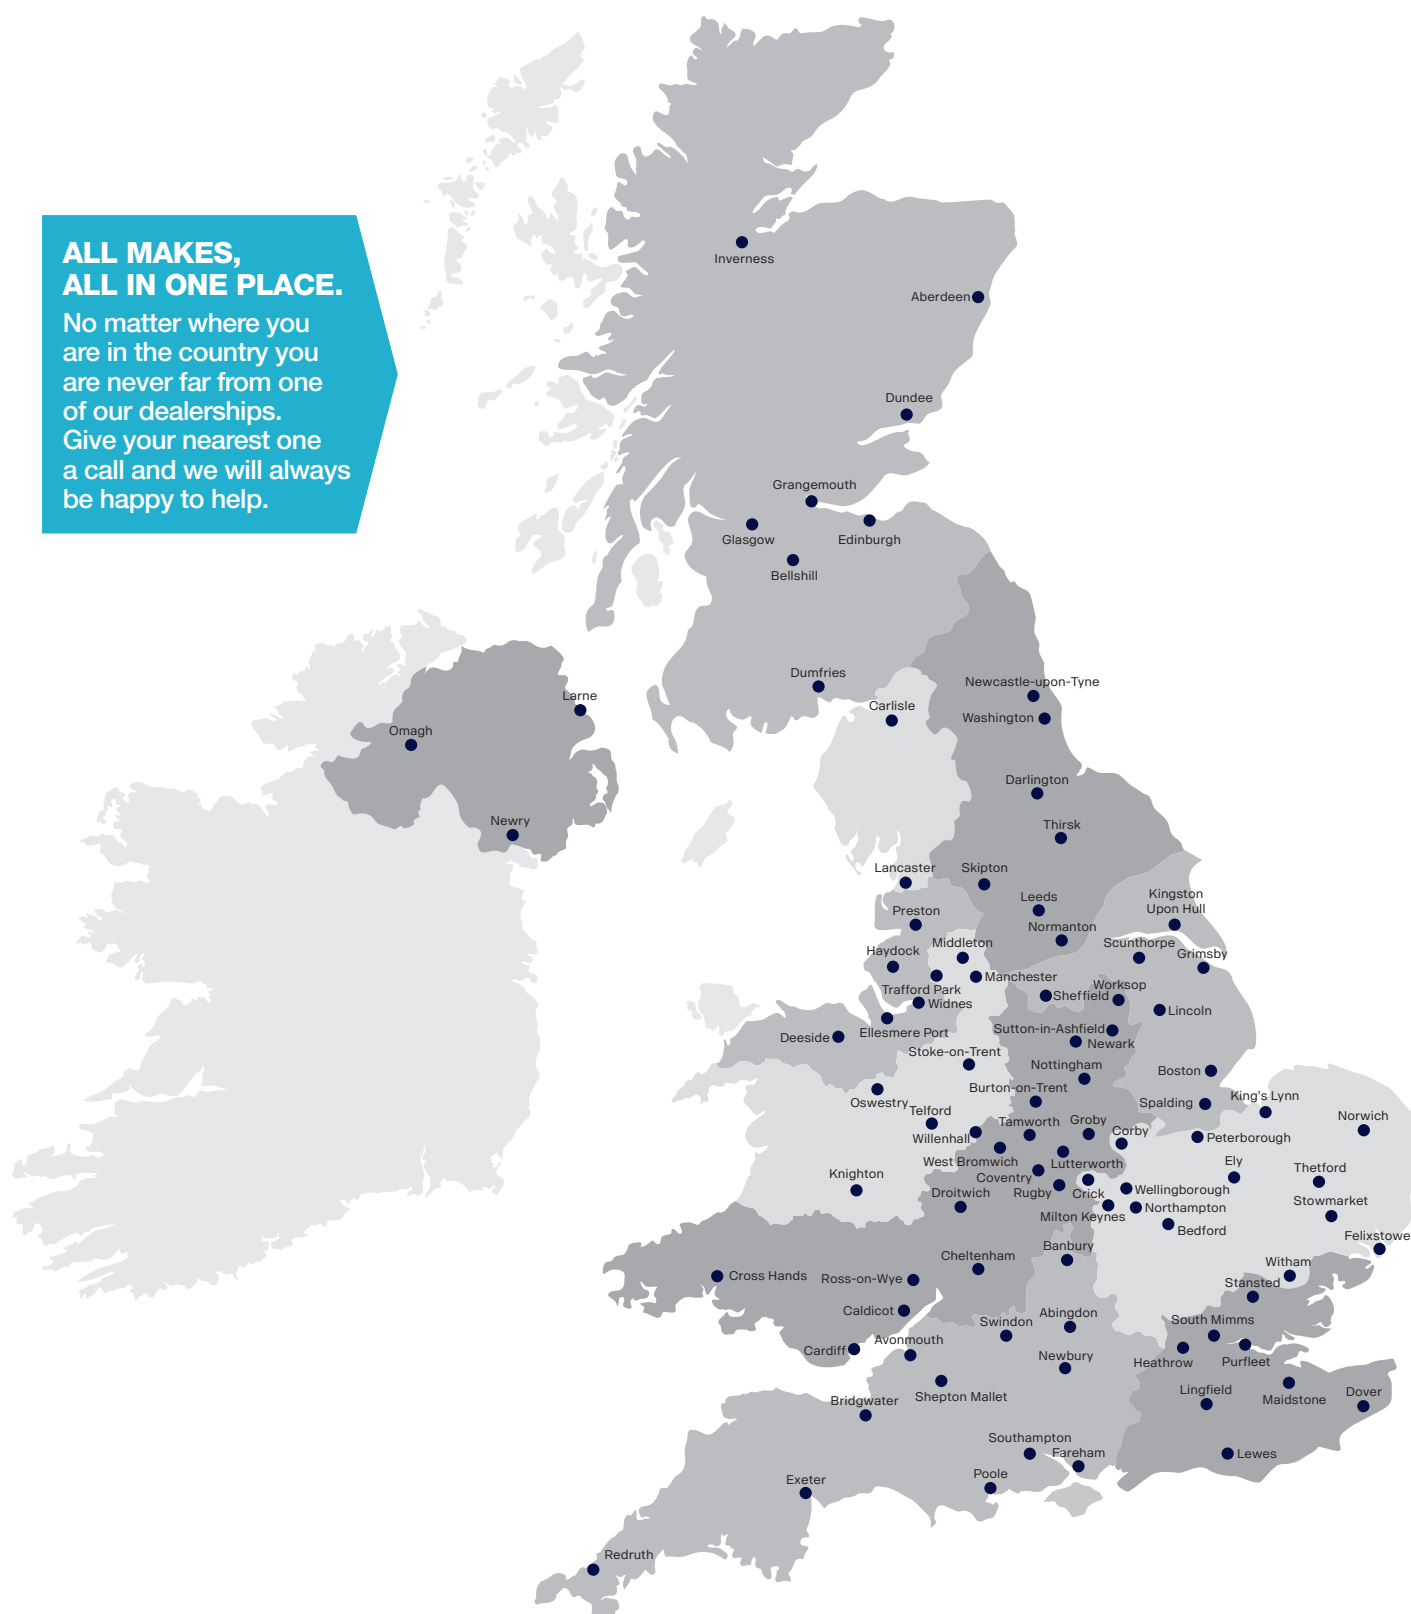 ALL MAKES,
ALL IN ONE PLACE.
No matter where you
are in the country you
are never far from one
of our dealerships.
Give your nearest one
a call and we will always
be happy to help.
Inverness
Aberdeen
Dundee
Grangemouth
Glasgow
Edinburgh
Bellshill
Dumfries
Larne
Omagh
Newry
Newcastle-upon-Tyne
Carlisle
Washington
Darlington
Thirsk
Lancaster
Skipton
Leeds
Kingston
Upon Hull
Preston
Normanton
Middleton
Scunthorpe
Haydock
Grimsby
Manchester
Trafford Park
Sheffield
Worksop
Widnes
Lincoln
Ellesmere Port
Deeside
Sutton-in-Ashfield
Newark
Stoke-on-Trent
Nottingham
Boston
Burton-on-Trent
King's Lynn
Oswestry
Spalding
Telford
Norwich
Tamworth
Groby
Corby
Willenhall
Peterborough
West Bromwich
Lutterworth
Ely
Thetford
Knighton
Coventry
Droitwich
Rugby
Crick
Wellingborough
Stowmarket
Northampton
Milton Keynes
Bedford
Felixstowe
Banbury
Cheltenham
Witham
Cross Hands
Ross-on-Wye
Stansted
Caldicot
Abingdon
Swindon
South Mimms
Avonmouth
Cardiff
Newbury
Heathrow
Purfleet
Lingfield
Maidstone
Dover
Shepton Mallet
Bridgwater
Southampton
Fareham
Lewes
Poole
Exeter
Redruth